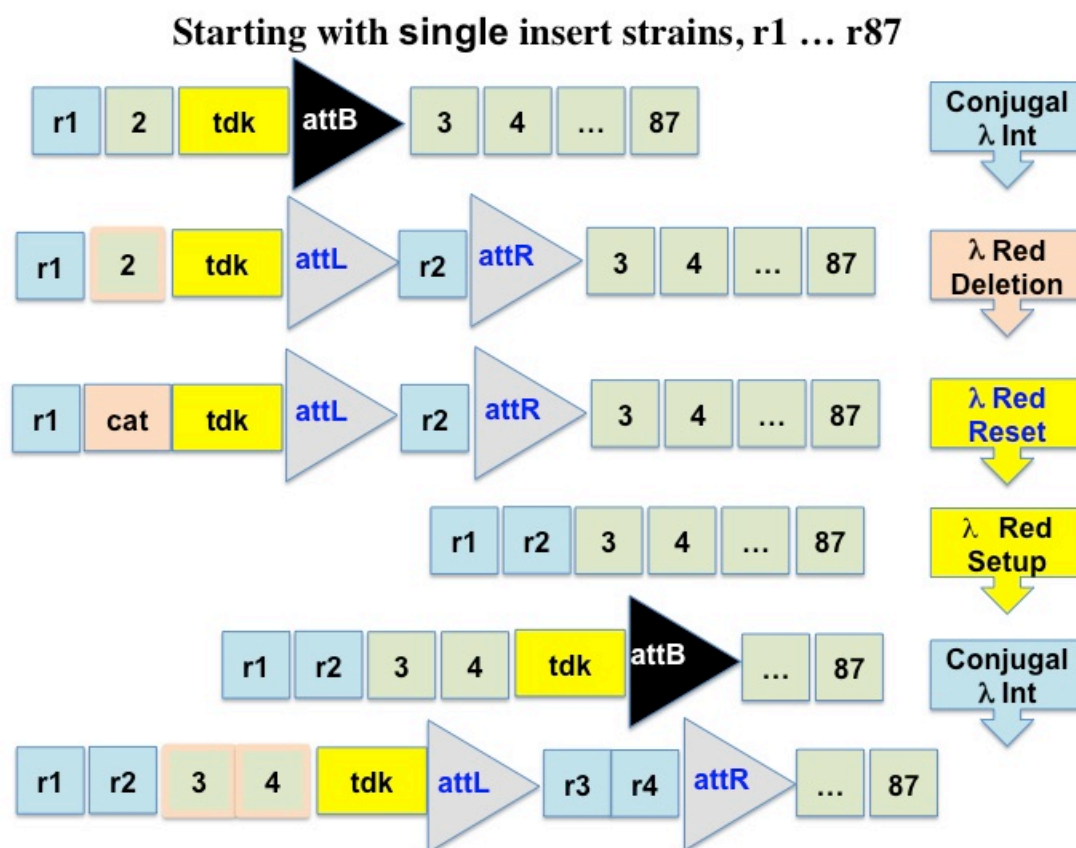 Starting with single insert strains, r1 … r87
r1 2 tdk attB 3 4 … 87
Conjugal
λ Int
r1 2 tdk attL r2 attR 3 4 … 87
λ Red
Deletion
r1 cat tdk attL r2 attR 3 4 … 87
λ Red
Reset
r1 r2 3 4 … 87
λ Red
Setup
r1 r2 3 4 tdk attB … 87
Conjugal
λ Int
r1 r2 3 4 tdk attL r3 r4 attR … 87